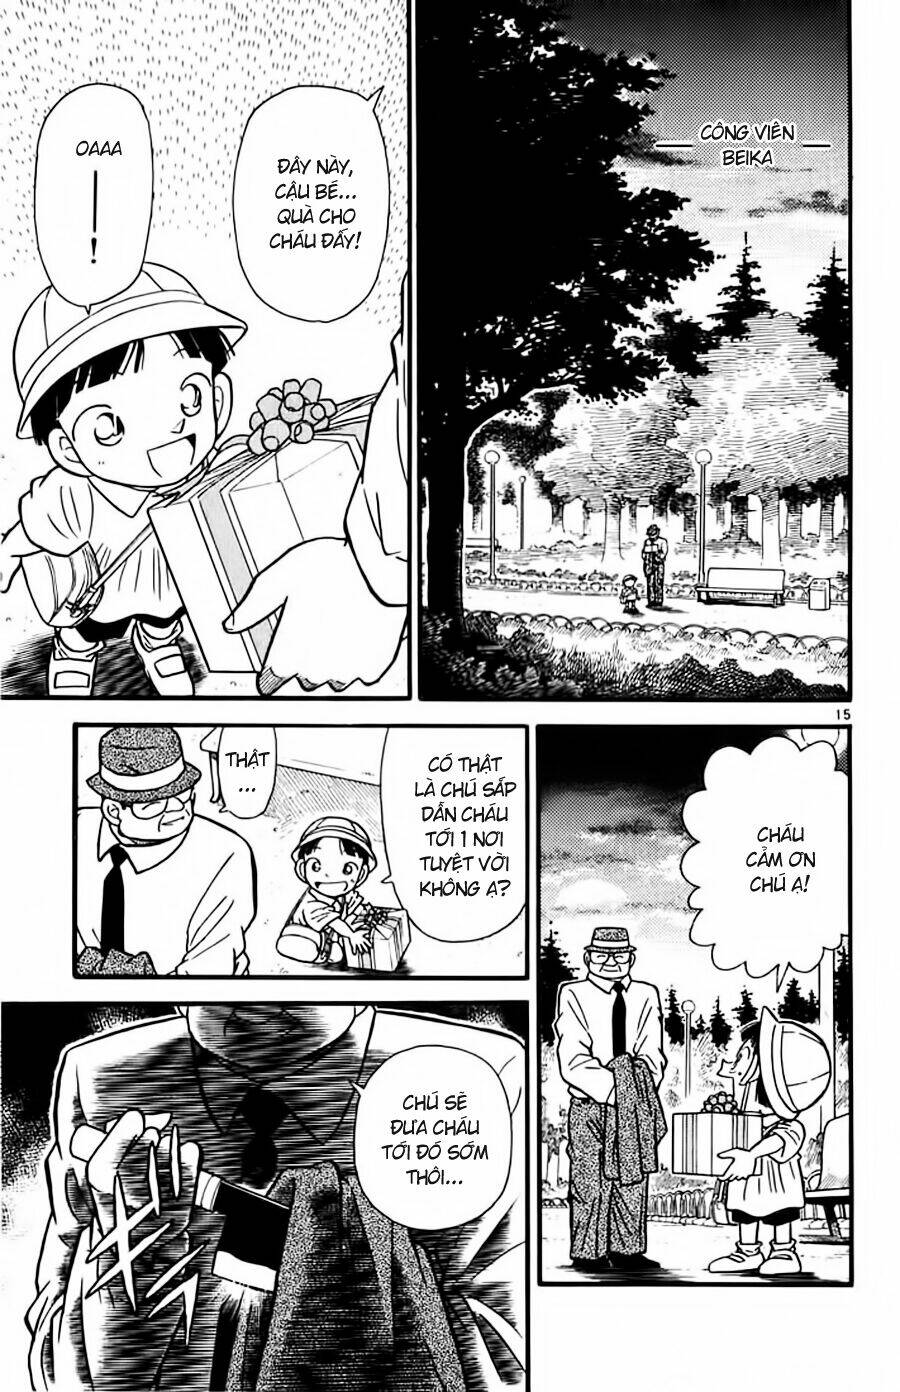 CÔNG VIÊN
BEIKA
ĐÂY NÀY,
CẬU BÉ...
QUÀ CHO
CHÁU ĐẤY!
OAAA
!
15
CHÁU
CẢM ƠN
CHÚ Ạ!
CÓ THẬT
LÀ CHÚ SẮP
DẪN CHÁU
TỚI 1 NƠI
TUYỆT VỜI
KHÔNG Ạ?
THẬT
...
CHÚ SẼ
ĐƯA CHÁU
TỚI ĐÓ SỚM
THÔI...